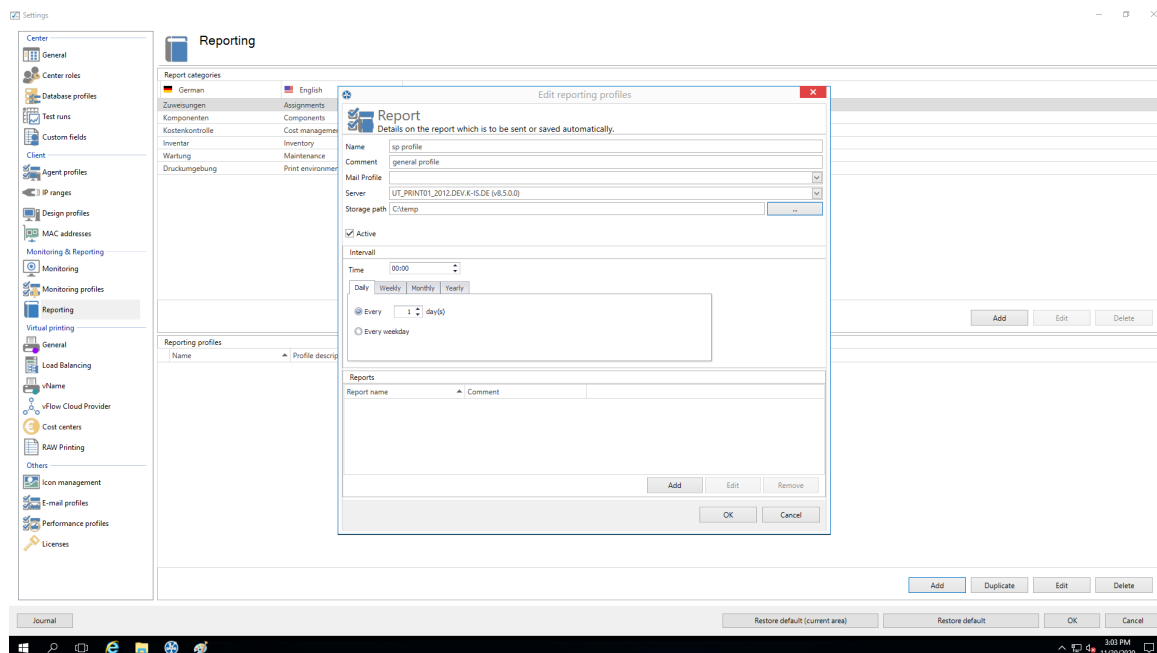 Settings
Center
General
Center roles
Database profiles
Test runs
Custom fields
Client
Agent profiles
IP ranges
Design profiles
MAC addresses
Monitoring & Reporting
Monitoring
Monitoring profiles
Reporting
Virtual printing
General
Load Balancing
vName
vFlow Cloud Provider
Cost centers
RAW Printing
Others
Icon management
E-mail profiles
Performance profiles
Licenses
Reporting
Report categories
German English
Zuweisungen Assignments
Komponenten Components
Kostenkontrolle Cost managemer
Inventar Inventory
Wartung Maintenance
Druckumgebung Print environmer
Add Edit Delete
Reporting profiles
Name Profile descrip
Edit reporting profiles
Report
Details on the report which is to be sent or saved automatically.
Name sp profile
Comment general profile
Mail Profile
Server UT_PRINT01_2012.DEV.K-IS.DE (v8.5.0.0)
Storage path C:\temp ...
Active
Intervall
Time 00:00
Daily Weekly Monthly Yearly
Every 1 day(s)
Every weekday
Reports
Report name Comment
Add Edit Remove
OK Cancel
Add Duplicate Edit Delete
Journal Restore default (current area) Restore default OK Cancel
3:03 PM
11/20/2020